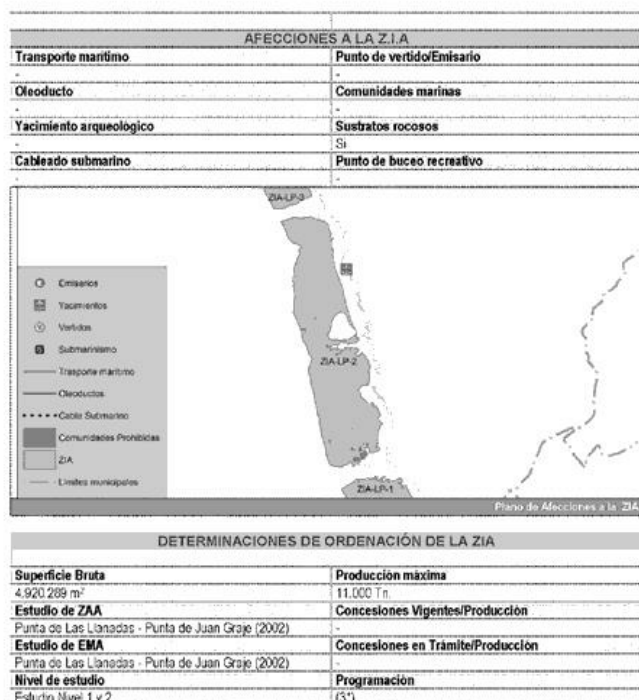 AFECCIONES A LA Z.I.A
Transporte marítimo Punto de vertido/Emisario
- -
Oleoducto Comunidades marinas
- -
Yacimiento arqueológico Sustratos rocosos
- Si
Cableado submarino Punto de buceo recreativo
- -
ZIA-LP-3
Emisarios
Yacimientos
Vertidos
Submarinismo
ZIA-LP-2
Trasporte marítimo
Oleoductos
Cable Submarino
Comunidades Prohibidas
ZIA
Límites municipales
ZIA-LP-1
Plano de Afecciones a la ZIA
DETERMINACIONES DE ORDENACIÓN DE LA ZIA
Superficie Bruta Producción máxima
4.920.289 m² 11.000 Tn.
Estudio de ZAA Concesiones Vigentes/Producción
Punta de Las Llanadas - Punta de Juan Graje (2002) -
Estudio de EMA Concesiones en Trámite/Producción
Punta de Las Llanadas - Punta de Juan Graje (2002) -
Nivel de estudio Programación
Estudio Nivel 1 y 2 (3*)